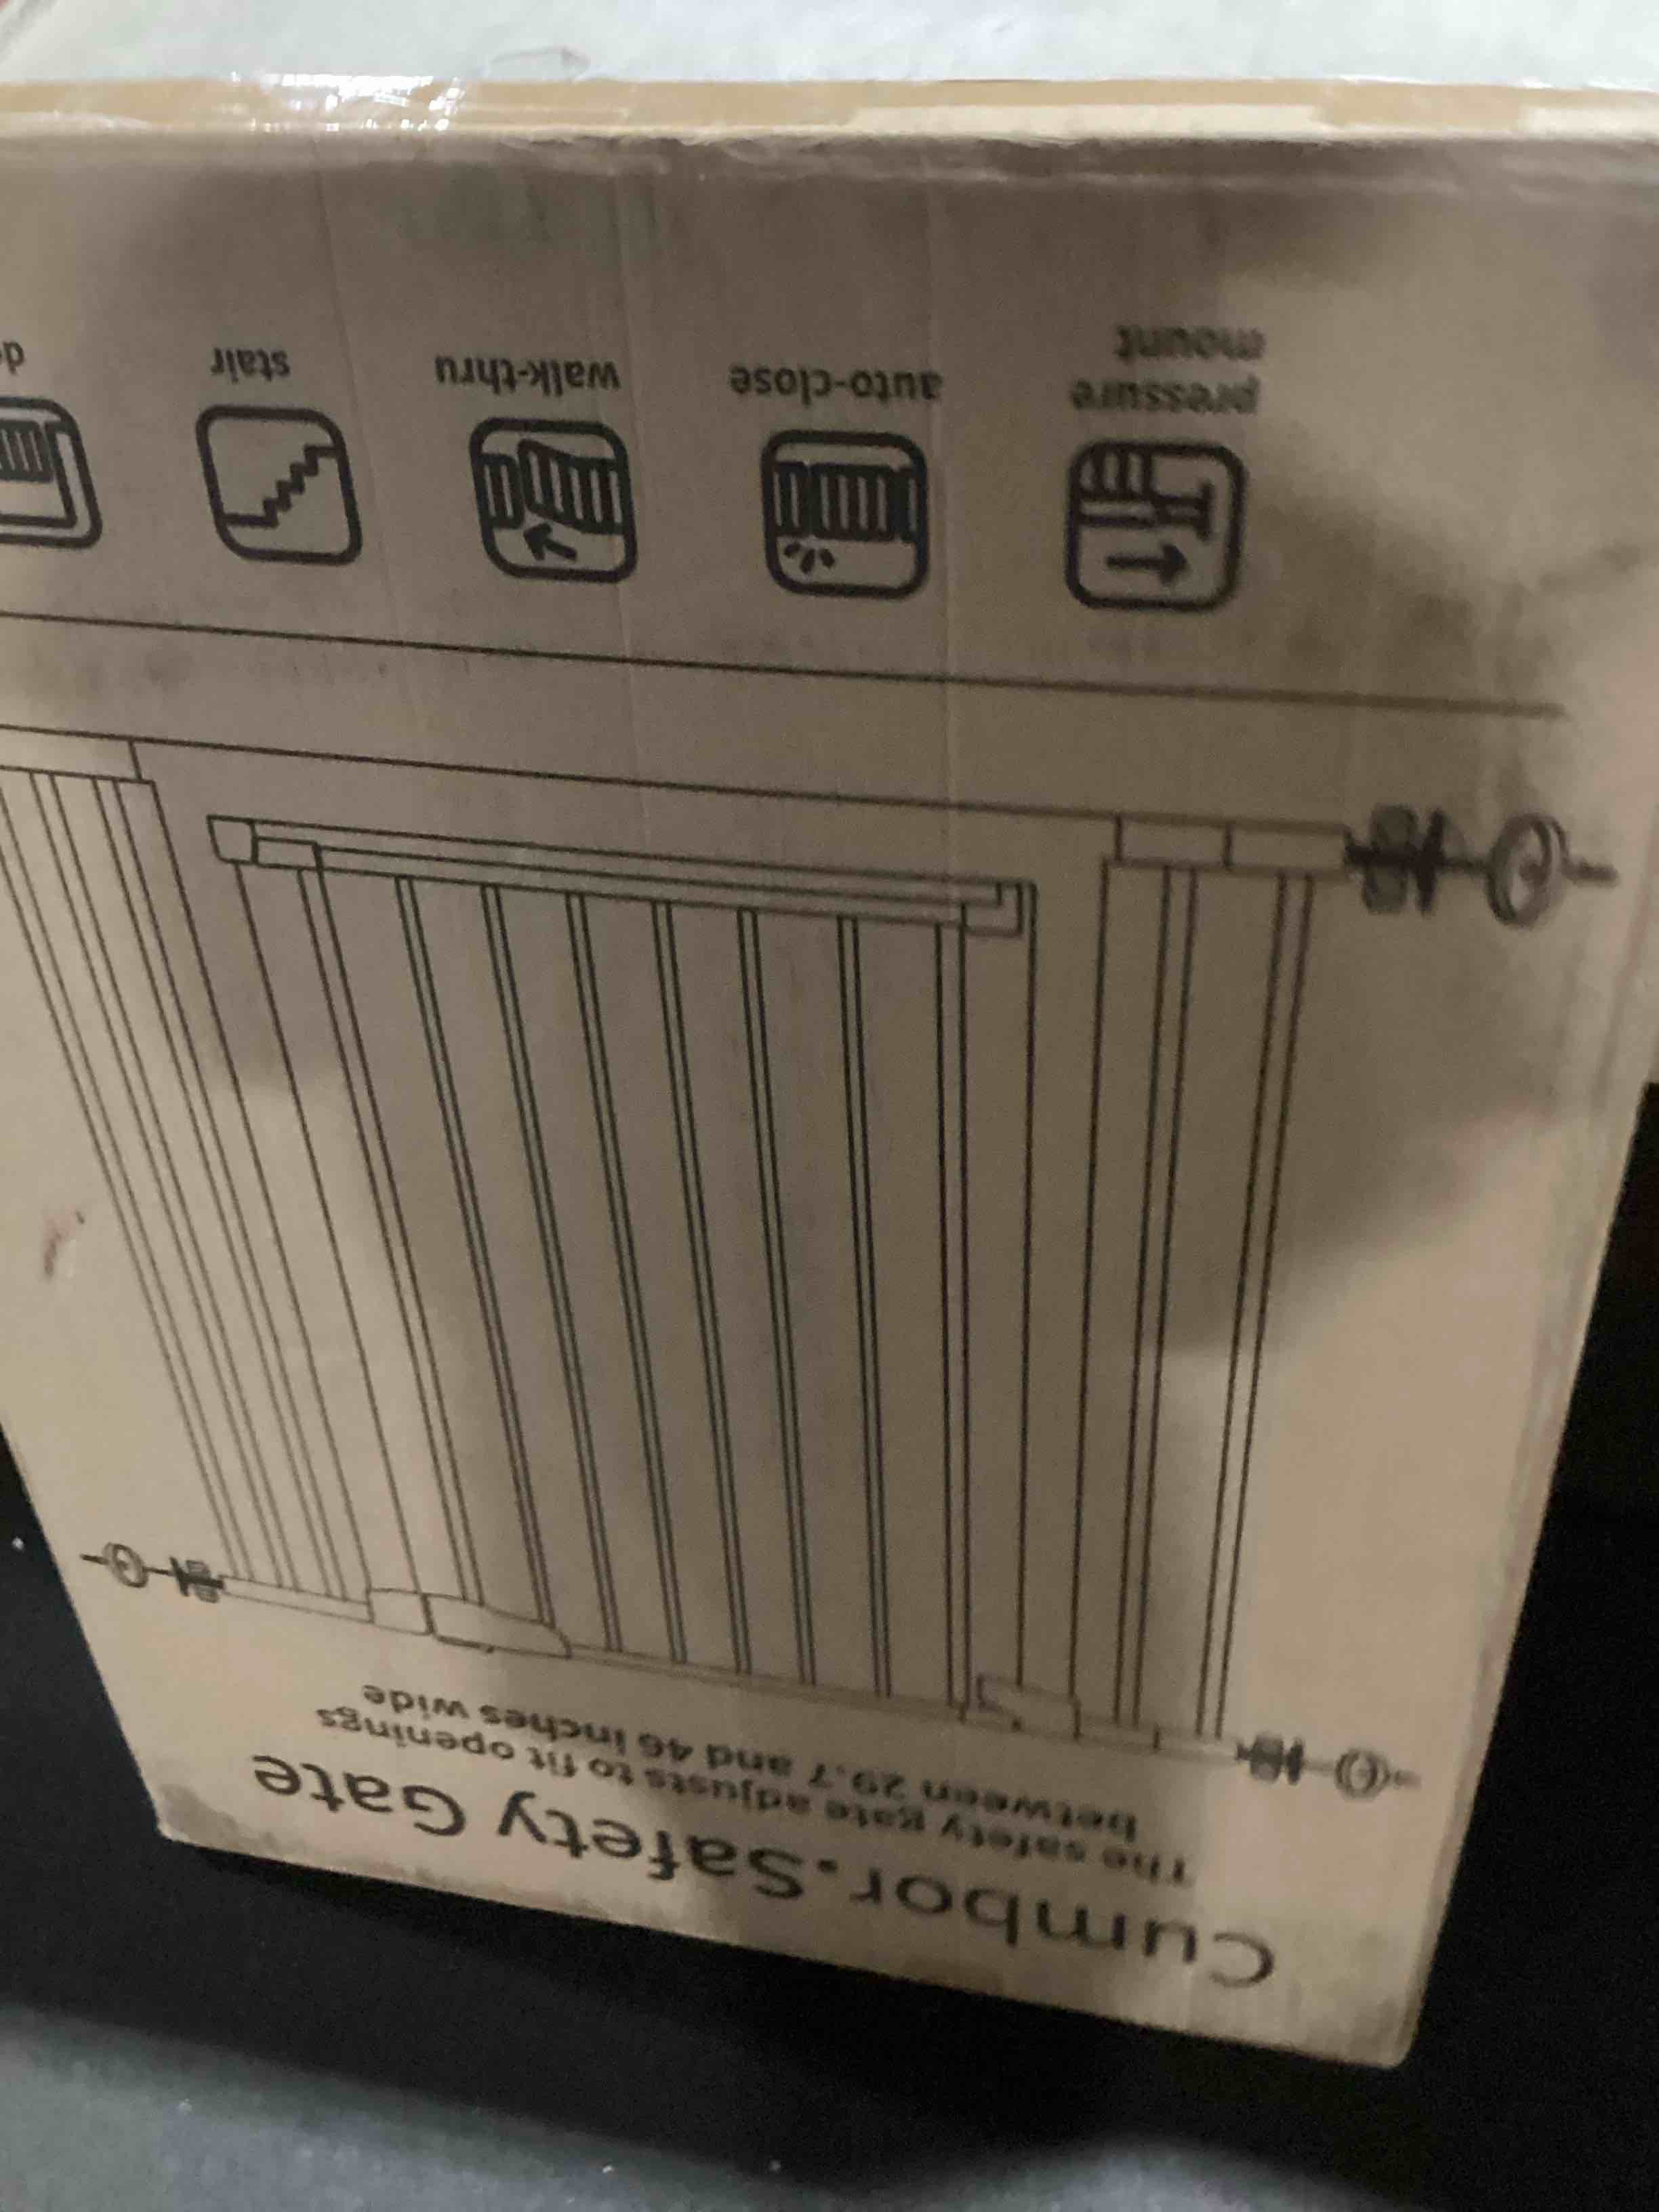 Cumbor.Safety Gate
The safety gate adjusts to fit openings
between 29.7 and 46 inches wide
pressure
mount
auto-close
walk-thru
stair